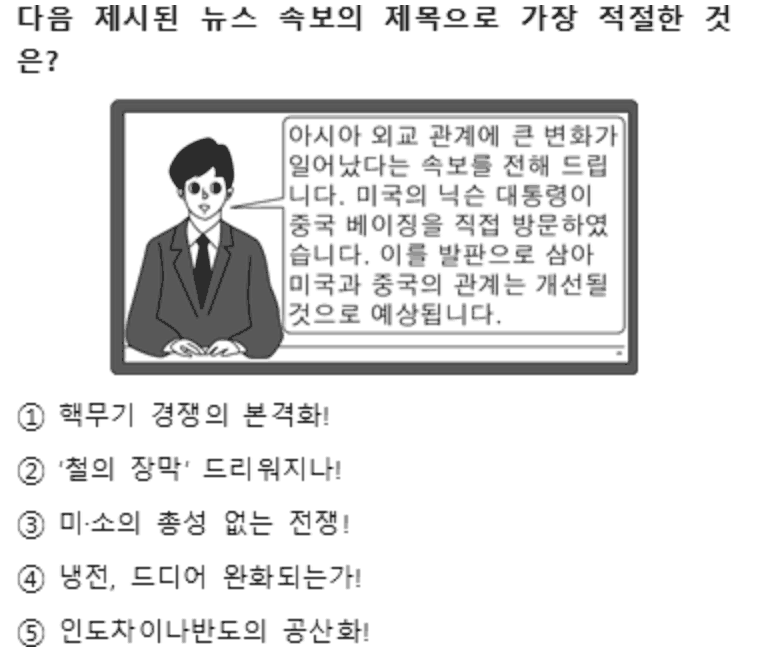 다음 제시된 뉴스 속보의 제목으로 가장 적절한 것
은?
아시아 외교 관계에 큰 변화가
일어났다는 속보를 전해 드립
니다. 미국의 닉슨 대통령이
중국 베이징을 직접 방문하였
습니다. 이를 발판으로 삼아
미국과 중국의 관계는 개선될
것으로 예상됩니다.
① 핵무기 경쟁의 본격화!
② ‘철의 장막’ 드리워지나!
③ 미·소의 총성 없는 전쟁!
④ 냉전, 드디어 완화되는가!
⑤ 인도차이나반도의 공산화!